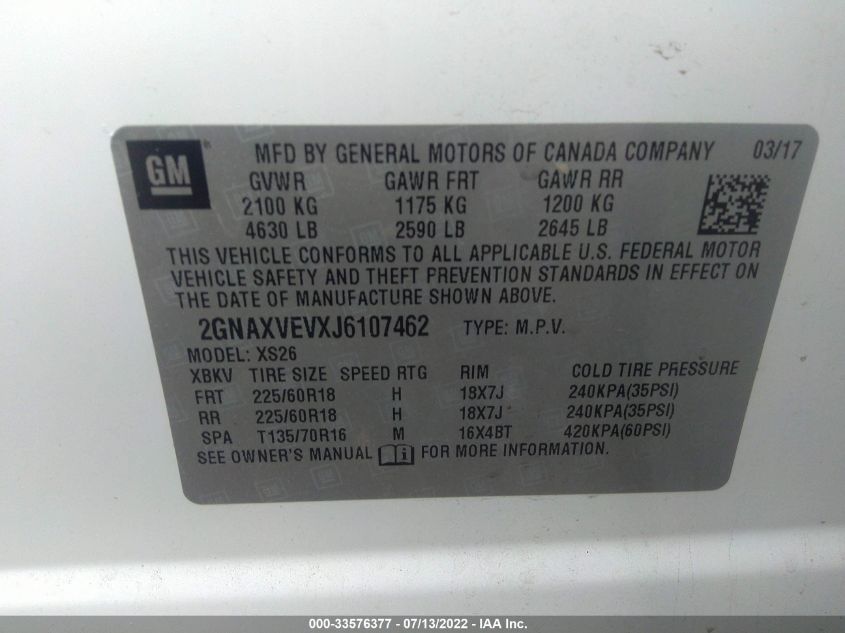 GM MFD BY GENERAL MOTORS OF CANADA COMPANY 03/17
GVWR GAWR FRT GAWR RR
2100 KG 1175 KG 1200 KG
4630 LB 2590 LB 2645 LB
THIS VEHICLE CONFORMS TO ALL APPLICABLE U.S. FEDERAL MOTOR
VEHICLE SAFETY AND THEFT PREVENTION STANDARDS IN EFFECT ON
THE DATE OF MANUFACTURE SHOWN ABOVE.
2GNAXVEVXJ6107462 TYPE: M.P.V.
MODEL: XS26
XBKV TIRE SIZE SPEED RTG RIM COLD TIRE PRESSURE
FRT 225/60R18 H 18X7J 240KPA(35PSI)
RR 225/60R18 H 18X7J 240KPA(35PSI)
SPA T135/70R16 M 16X4BT 420KPA(60PSI)
SEE OWNER'S MANUAL FOR MORE INFORMATION.
000-33576377 - 07/13/2022 - IAA Inc.